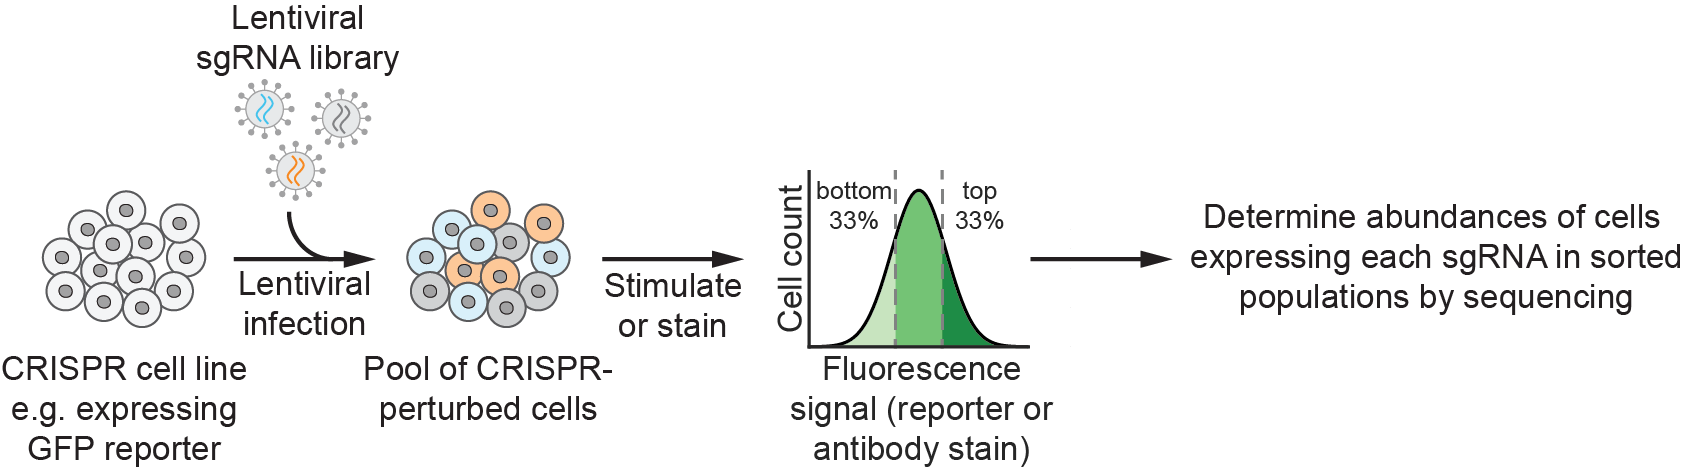 Lentiviral
sgRNA library
Lentiviral
infection
CRISPR cell line
e.g. expressing
GFP reporter
Pool of CRISPR-
perturbed cells
Stimulate
or stain
Cell count
bottom
33%
top
33%
Fluorescence
signal (reporter or
antibody stain)
Determine abundances of cells
expressing each sgRNA in sorted
populations by sequencing